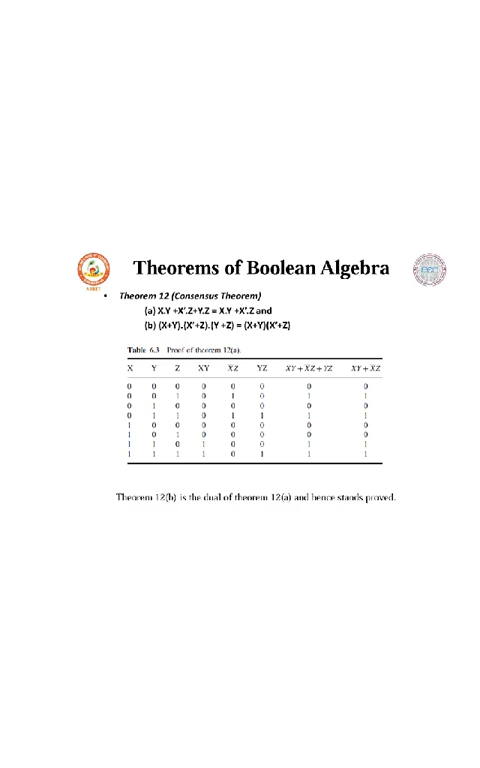 Theorems of Boolean Algebra
• Theorem 12 (Consensus Theorem)
(a) X.Y +X'.Z+Y.Z = X.Y +X'.Z and
(b) (X+Y).(X'+Z).(Y +Z) = (X+Y)(X'+Z)
Table 6.3 Proof of theorem 12(a).
X Y Z XY X̄Z YZ XY + X̄Z + YZ XY + X̄Z
0 0 0 0 0 0 0 0
0 0 1 0 1 0 1 1
0 1 0 0 0 0 0 0
0 1 1 0 1 1 1 1
1 0 0 0 0 0 0 0
1 0 1 0 0 0 0 0
1 1 0 1 0 0 1 1
1 1 1 1 0 1 1 1
Theorem 12(b) is the dual of theorem 12(a) and hence stands proved.